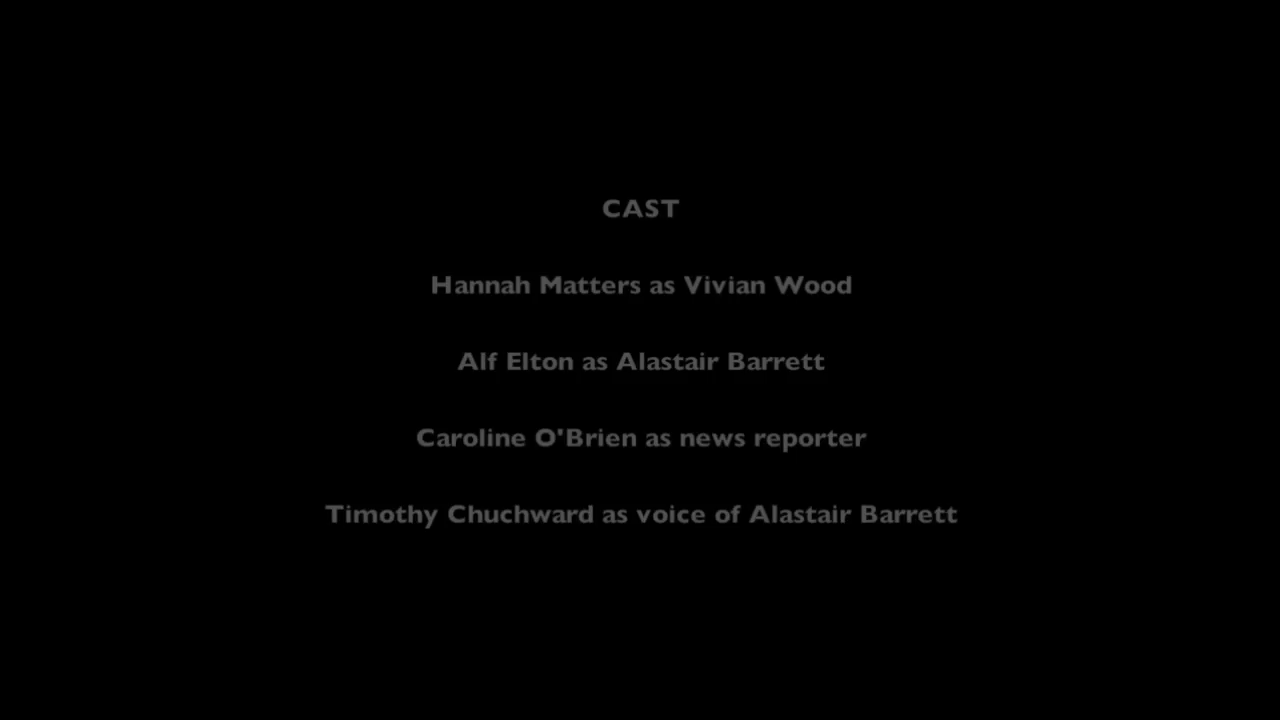 CAST
Hannah Matters as Vivian Wood
Alf Elton as Alastair Barrett
Caroline O'Brien as news reporter
Timothy Chuchward as voice of Alastair Barrett